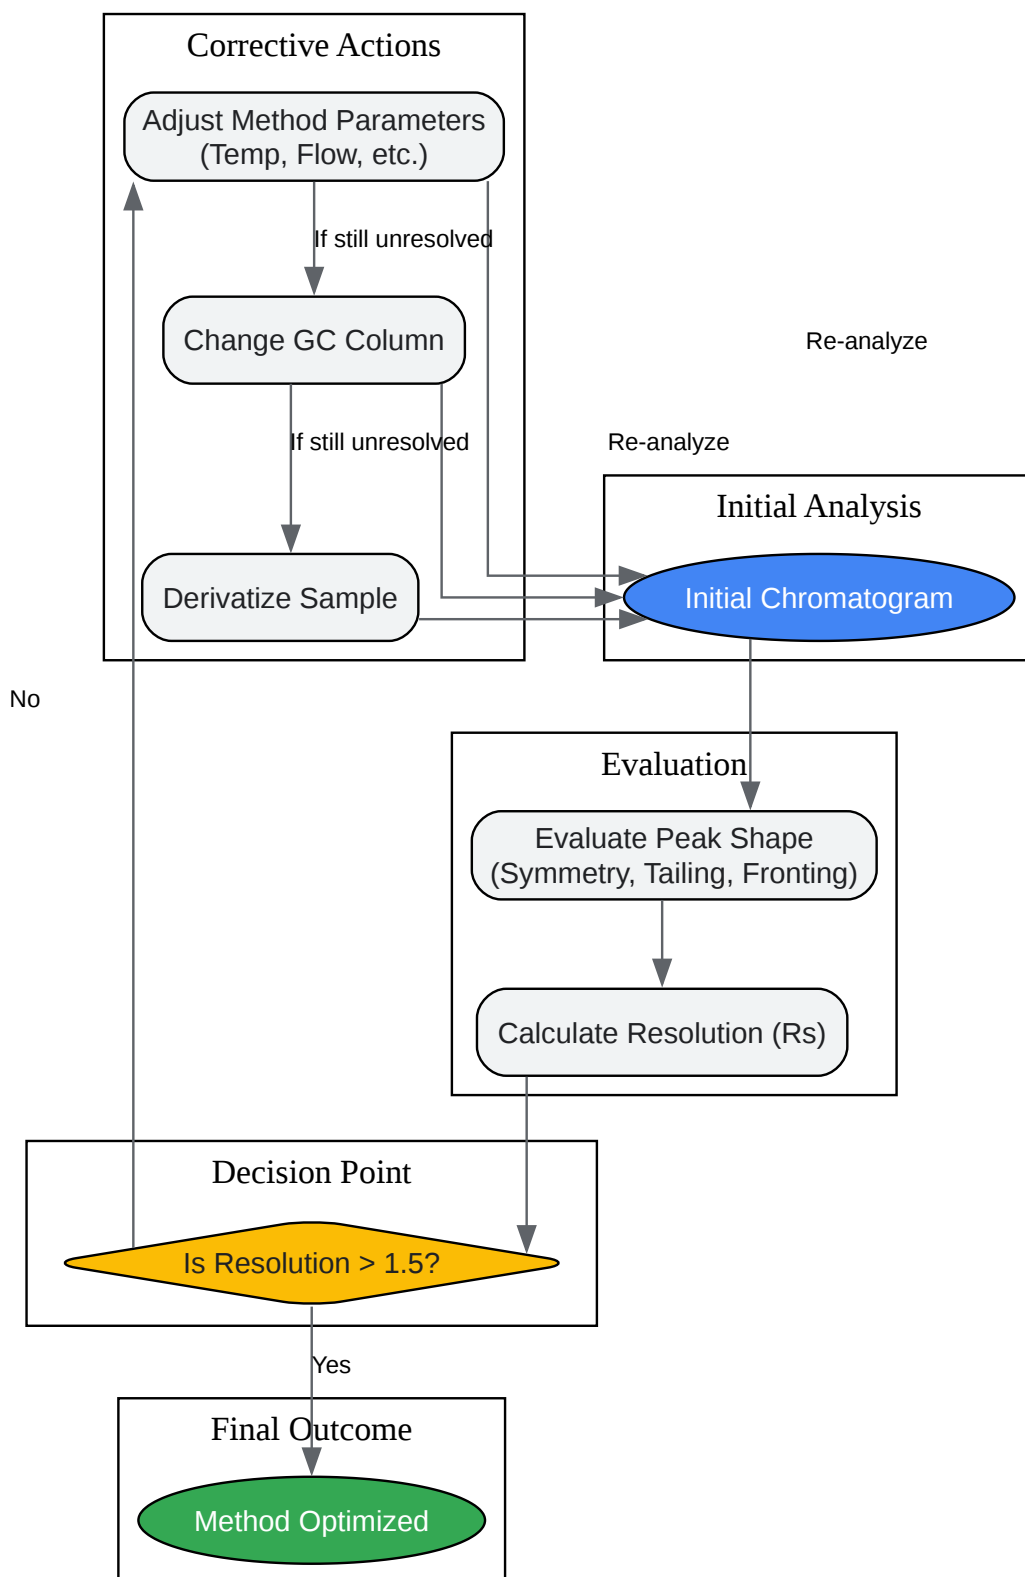 Corrective Actions
Adjust Method Parameters
(Temp, Flow, etc.)
If still unresolved
Change GC Column
Re-analyze
If still unresolved
Re-analyze
Initial Analysis
Derivatize Sample
Initial Chromatogram
No
Evaluation
Evaluate Peak Shape
(Symmetry, Tailing, Fronting)
Calculate Resolution (Rs)
Decision Point
Is Resolution > 1.5?
Yes
Final Outcome
Method Optimized